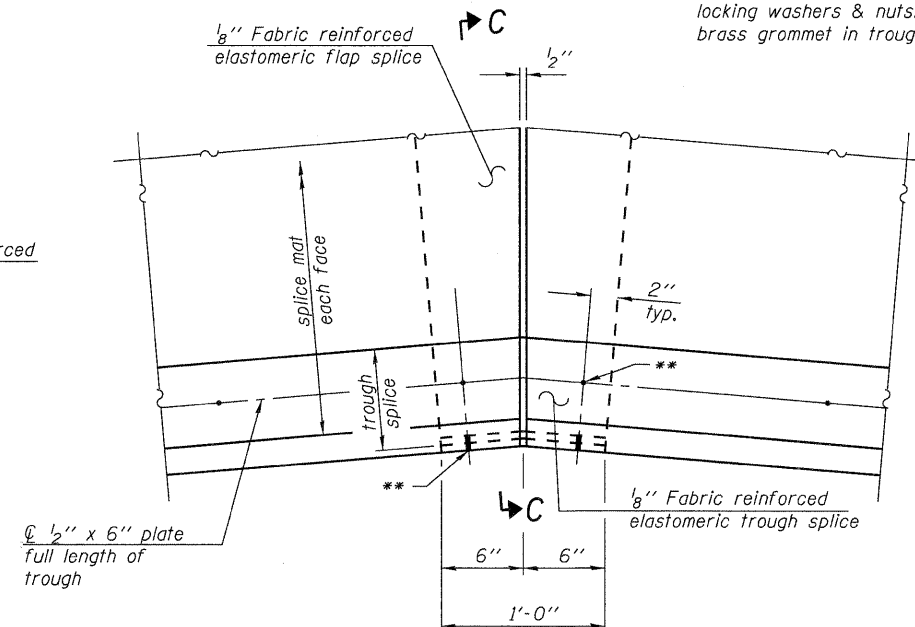 C
locking washers & nuts.
brass grommet in troug
1/8" Fabric reinforced
elastomeric flap splice
1/2"
rced
splice mat
each face
2"
typ.
**
trough
splice
**
C
1/8" Fabric reinforced
elastomeric trough splice
℄ 1/2" x 6" plate
full length of
trough
6" 6"
1'-0"